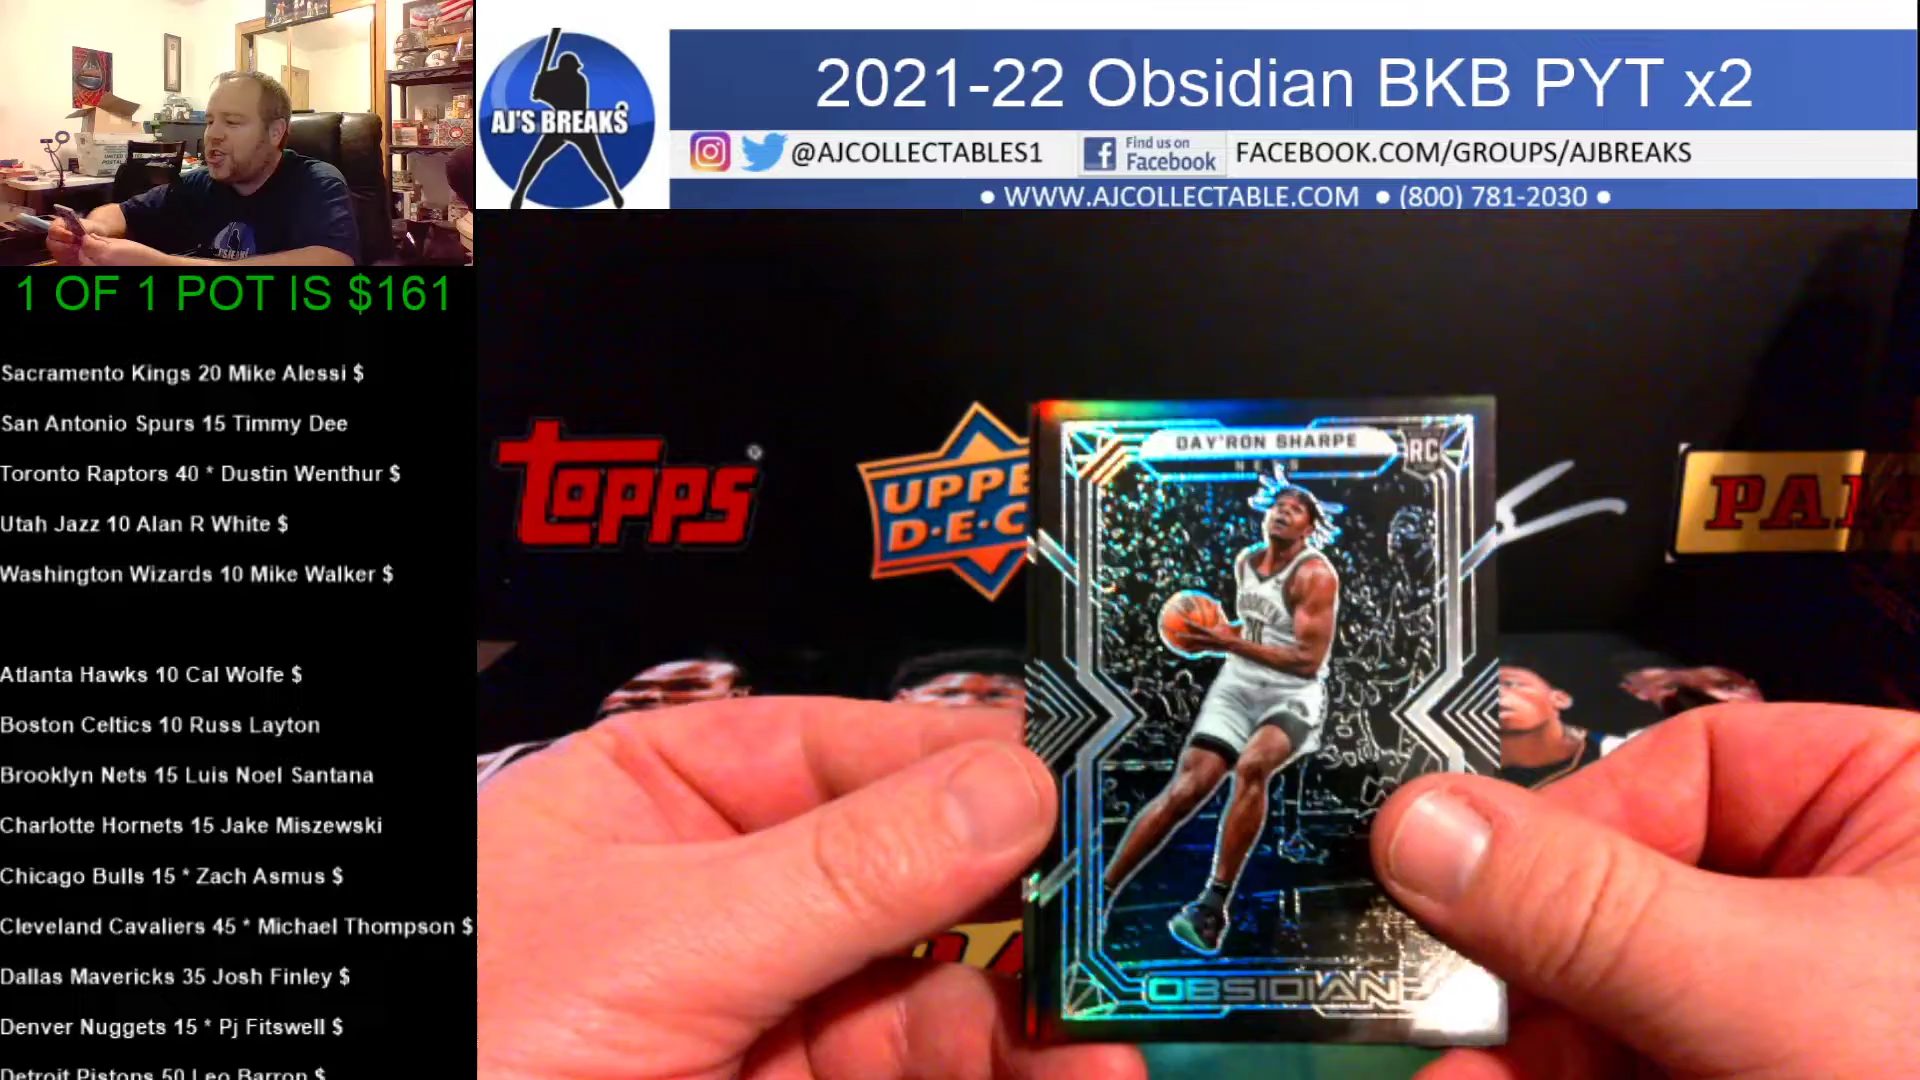 AJ'S BREAKS
2021-22 Obsidian BKB PYT x2
@AJCOLLECTABLES1
Find us on
Facebook
FACEBOOK.COM/GROUPS/AJBREAKS
● WWW.AJCOLLECTABLE.COM ● (800) 781-2030 ●
1 OF 1 POT IS $161
Sacramento Kings 20 Mike Alessi $
San Antonio Spurs 15 Timmy Dee
Toronto Raptors 40 * Dustin Wenthur $
Utah Jazz 10 Alan R White $
Washington Wizards 10 Mike Walker $
Atlanta Hawks 10 Cal Wolfe $
Boston Celtics 10 Russ Layton
Brooklyn Nets 15 Luis Noel Santana
Charlotte Hornets 15 Jake Miszewski
Chicago Bulls 15 * Zach Asmus $
Cleveland Cavaliers 45 * Michael Thompson $
Dallas Mavericks 35 Josh Finley $
Denver Nuggets 15 * Pj Fitswell $
Detroit Pistons 50 Leo Barron $
TOPPS ®
UPPE
D·E·C
PA
DAY'RON SHARPE
NETS
RC
BROOKLYN
OBSIDIAN